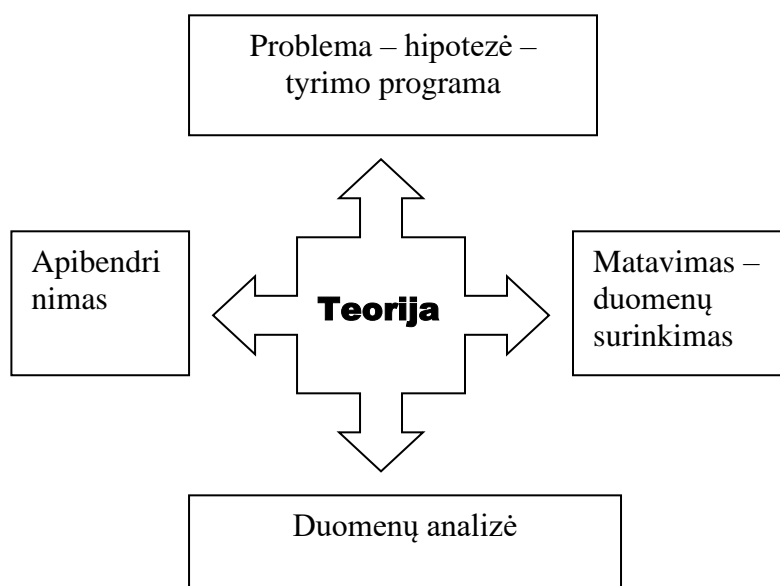 Problema – hipotezė –
tyrimo programa
Apibendri
nimas
Teorija
Matavimas –
duomenų
surinkimas
Duomenų analizė